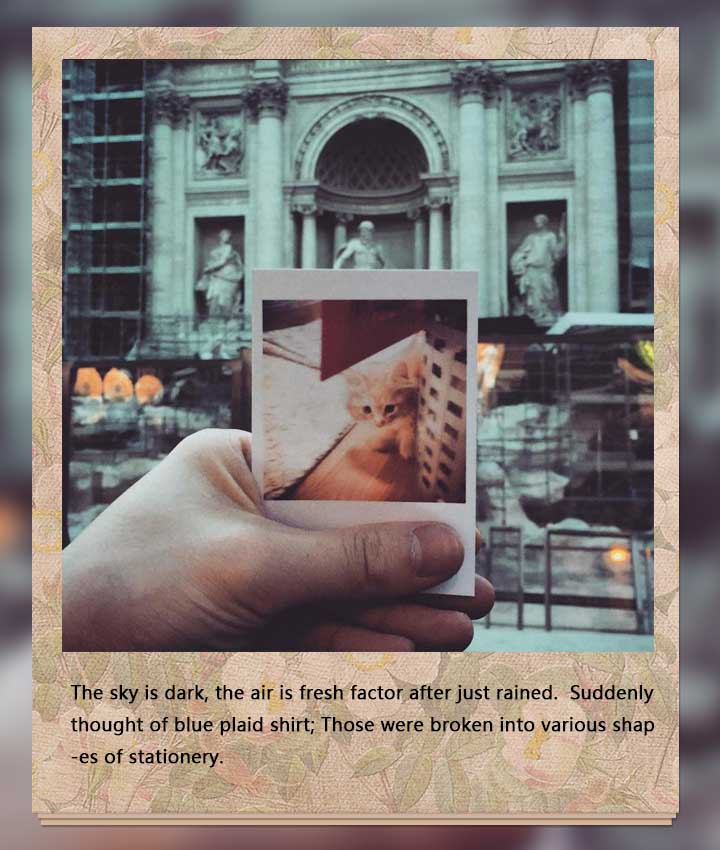 The sky is dark, the air is fresh factor after just rained.  Suddenly
thought of blue plaid shirt; Those were broken into various shap
-es of stationery.